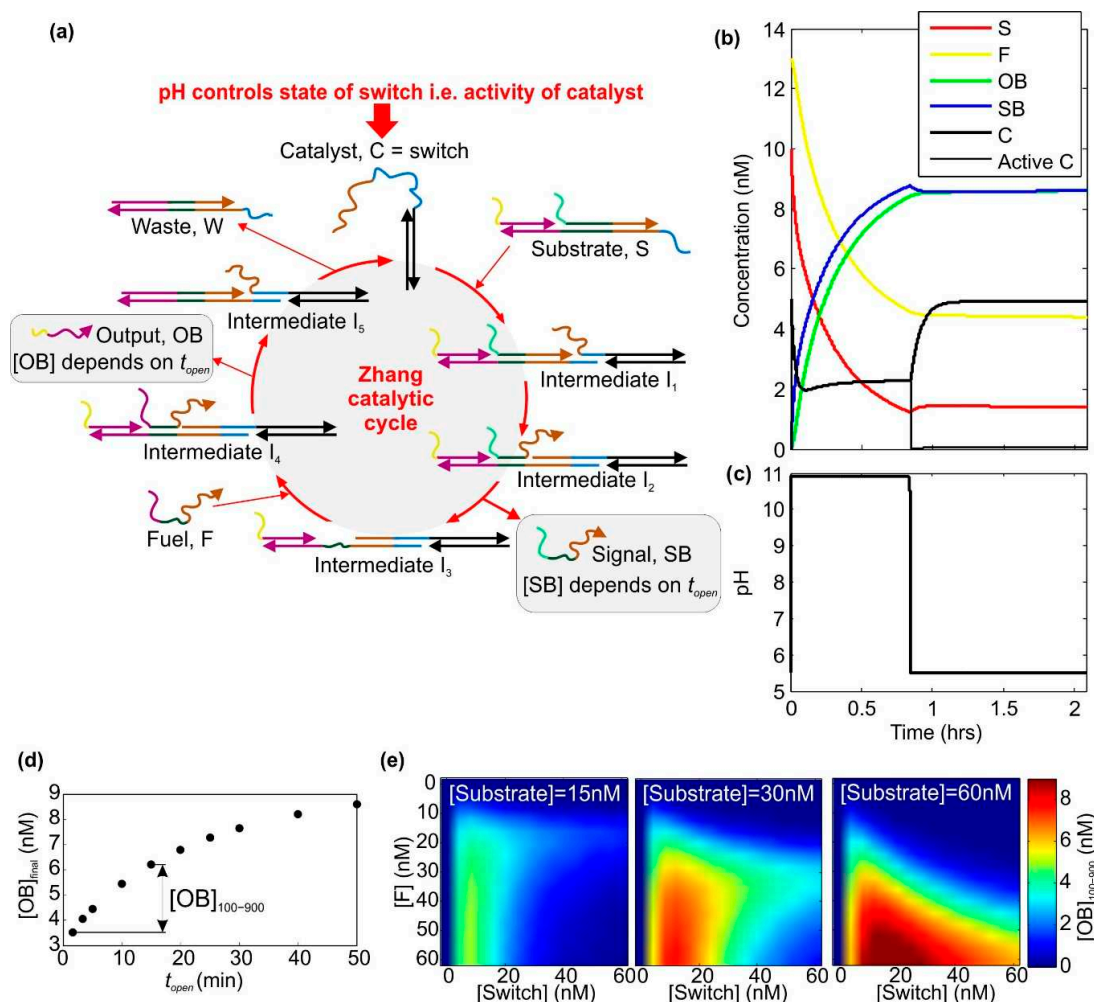 (a)
pH controls state of switch i.e. activity of catalyst
Catalyst, C = switch
Waste, W
Substrate, S
Intermediate I5
Output, OB
[OB] depends on topen
Intermediate I1
Zhang
catalytic
cycle
Intermediate I4
Intermediate I2
Fuel, F
Intermediate I3
Signal, SB
[SB] depends on topen
(b)
S
F
OB
SB
C
Active C
14
12
10
8
6
4
2
0
Concentration (nM)
(c)
11
10
9
8
7
6
5
pH
0 0.5 1 1.5 2
Time (hrs)
(d)
9
8
7
6
5
4
3
[OB]final (nM)
[OB]100–900
0 10 20 30 40 50
topen (min)
(e)
[Substrate]=15nM
[Substrate]=30nM
[Substrate]=60nM
0
10
20
30
40
50
60
[F] (nM)
0 20 40 60
0 20 40 60
0 20 40 60
[Switch] (nM)
[Switch] (nM)
[Switch] (nM)
8
6
4
2
0
[OB]100–900 (nM)